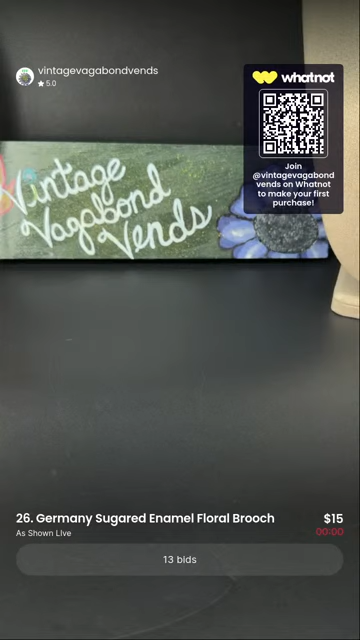 vintagevagabondvends
★ 5.0
whatnot
Join
@vintagevagabond
vends on Whatnot
to make your first
purchase!
Vintage
Vagabond
Vends
26. Germany Sugared Enamel Floral Brooch
$15
As Shown LIve
00:00
13 bids